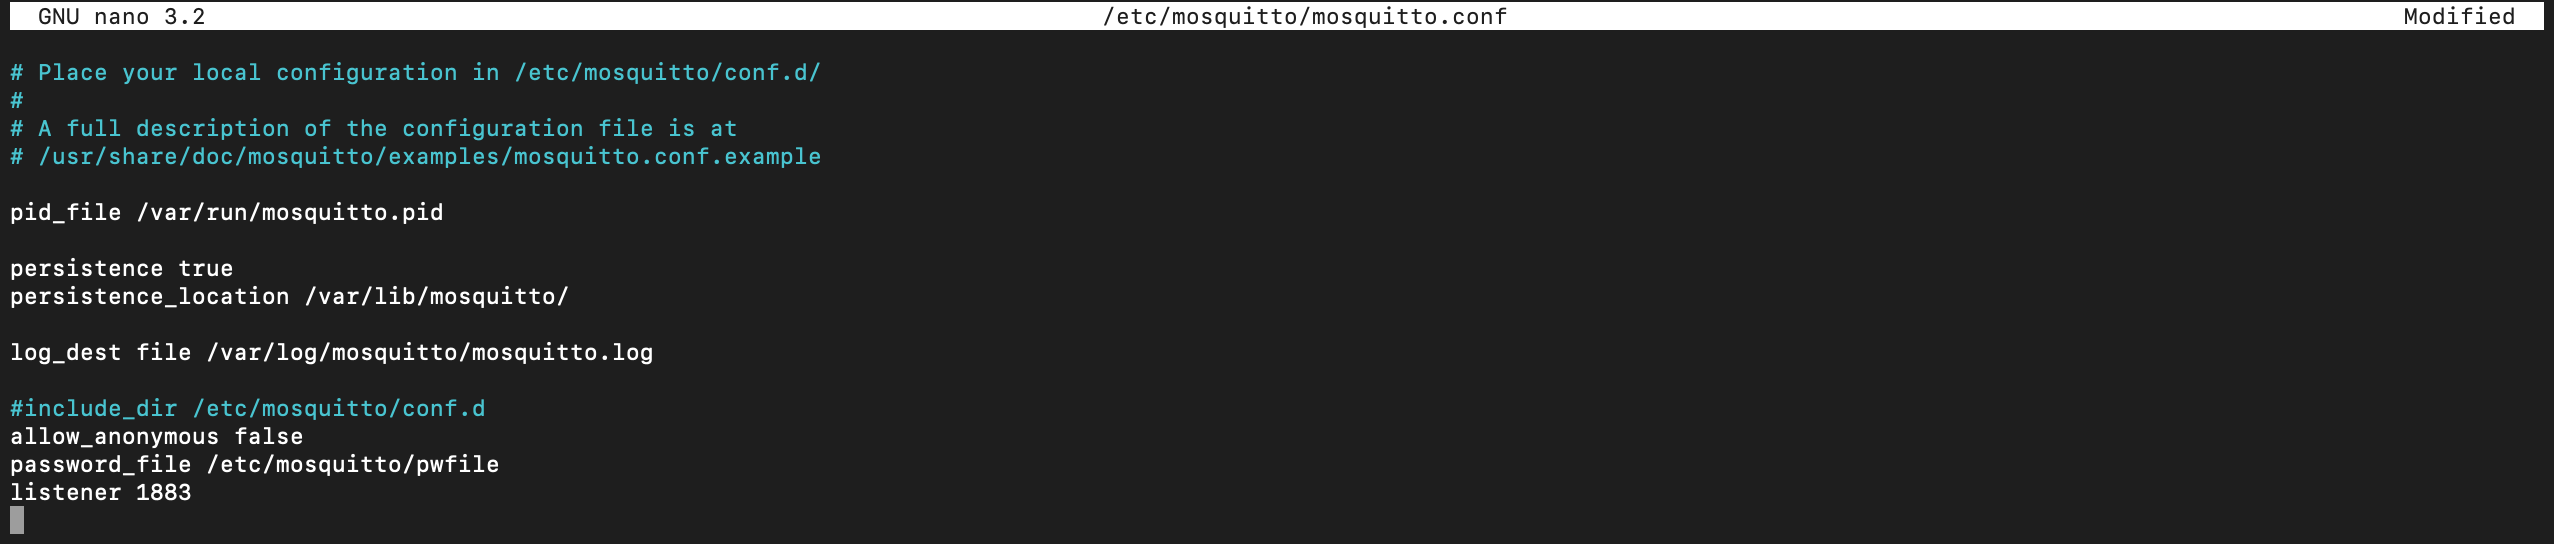 GNU nano 3.2 /etc/mosquitto/mosquitto.conf Modified
# Place your local configuration in /etc/mosquitto/conf.d/
#
# A full description of the configuration file is at
# /usr/share/doc/mosquitto/examples/mosquitto.conf.example
pid_file /var/run/mosquitto.pid
persistence true
persistence_location /var/lib/mosquitto/
log_dest file /var/log/mosquitto/mosquitto.log
#include_dir /etc/mosquitto/conf.d
allow_anonymous false
password_file /etc/mosquitto/pwfile
listener 1883